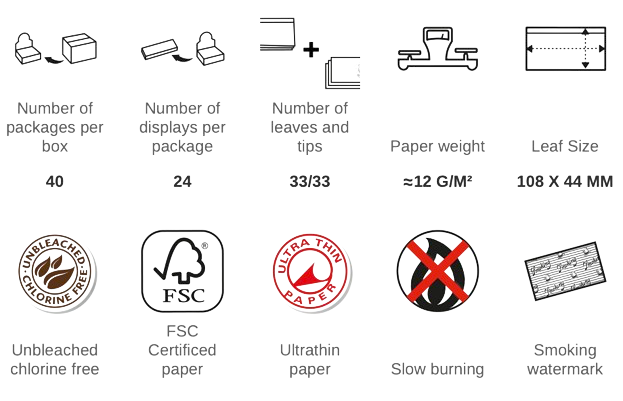 Number of
packages per
box
40
Number of
displays per
package
24
Number of
leaves and
tips
33/33
Paper weight
≈12 G/M²
Leaf Size
108 X 44 MM
UNBLEACHED
CHLORINE FREE
Unbleached
chlorine free
®
FSC
FSC
Certificed
paper
ULTRA THIN
PAPER
Ultrathin
paper
Slow burning
Smoking
watermark